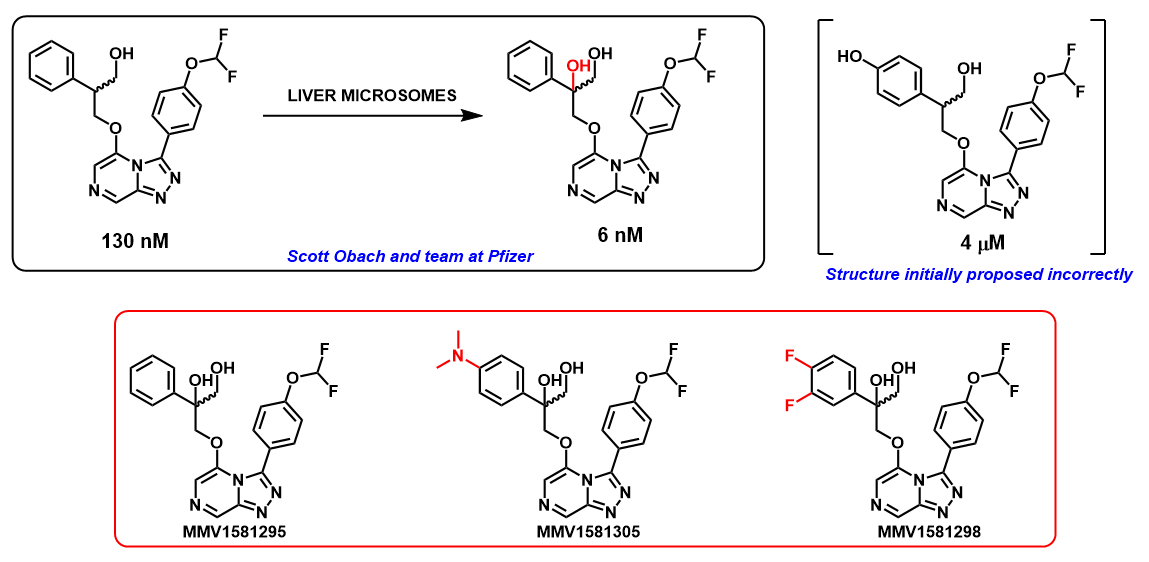 F
OH
O
F
O
N
N
N
N
130 nM
LIVER MICROSOMES
F
OH
OH
O
F
O
N
N
N
N
6 nM
Scott Obach and team at Pfizer
F
HO
OH
O
F
O
N
N
N
N
4 μM
Structure initially proposed incorrectly
F
OH
OH
O
F
O
N
N
N
N
MMV1581295
N
F
OH
OH
O
F
O
N
N
N
N
MMV1581305
F
F
F
OH
OH
O
F
O
N
N
N
N
MMV1581298